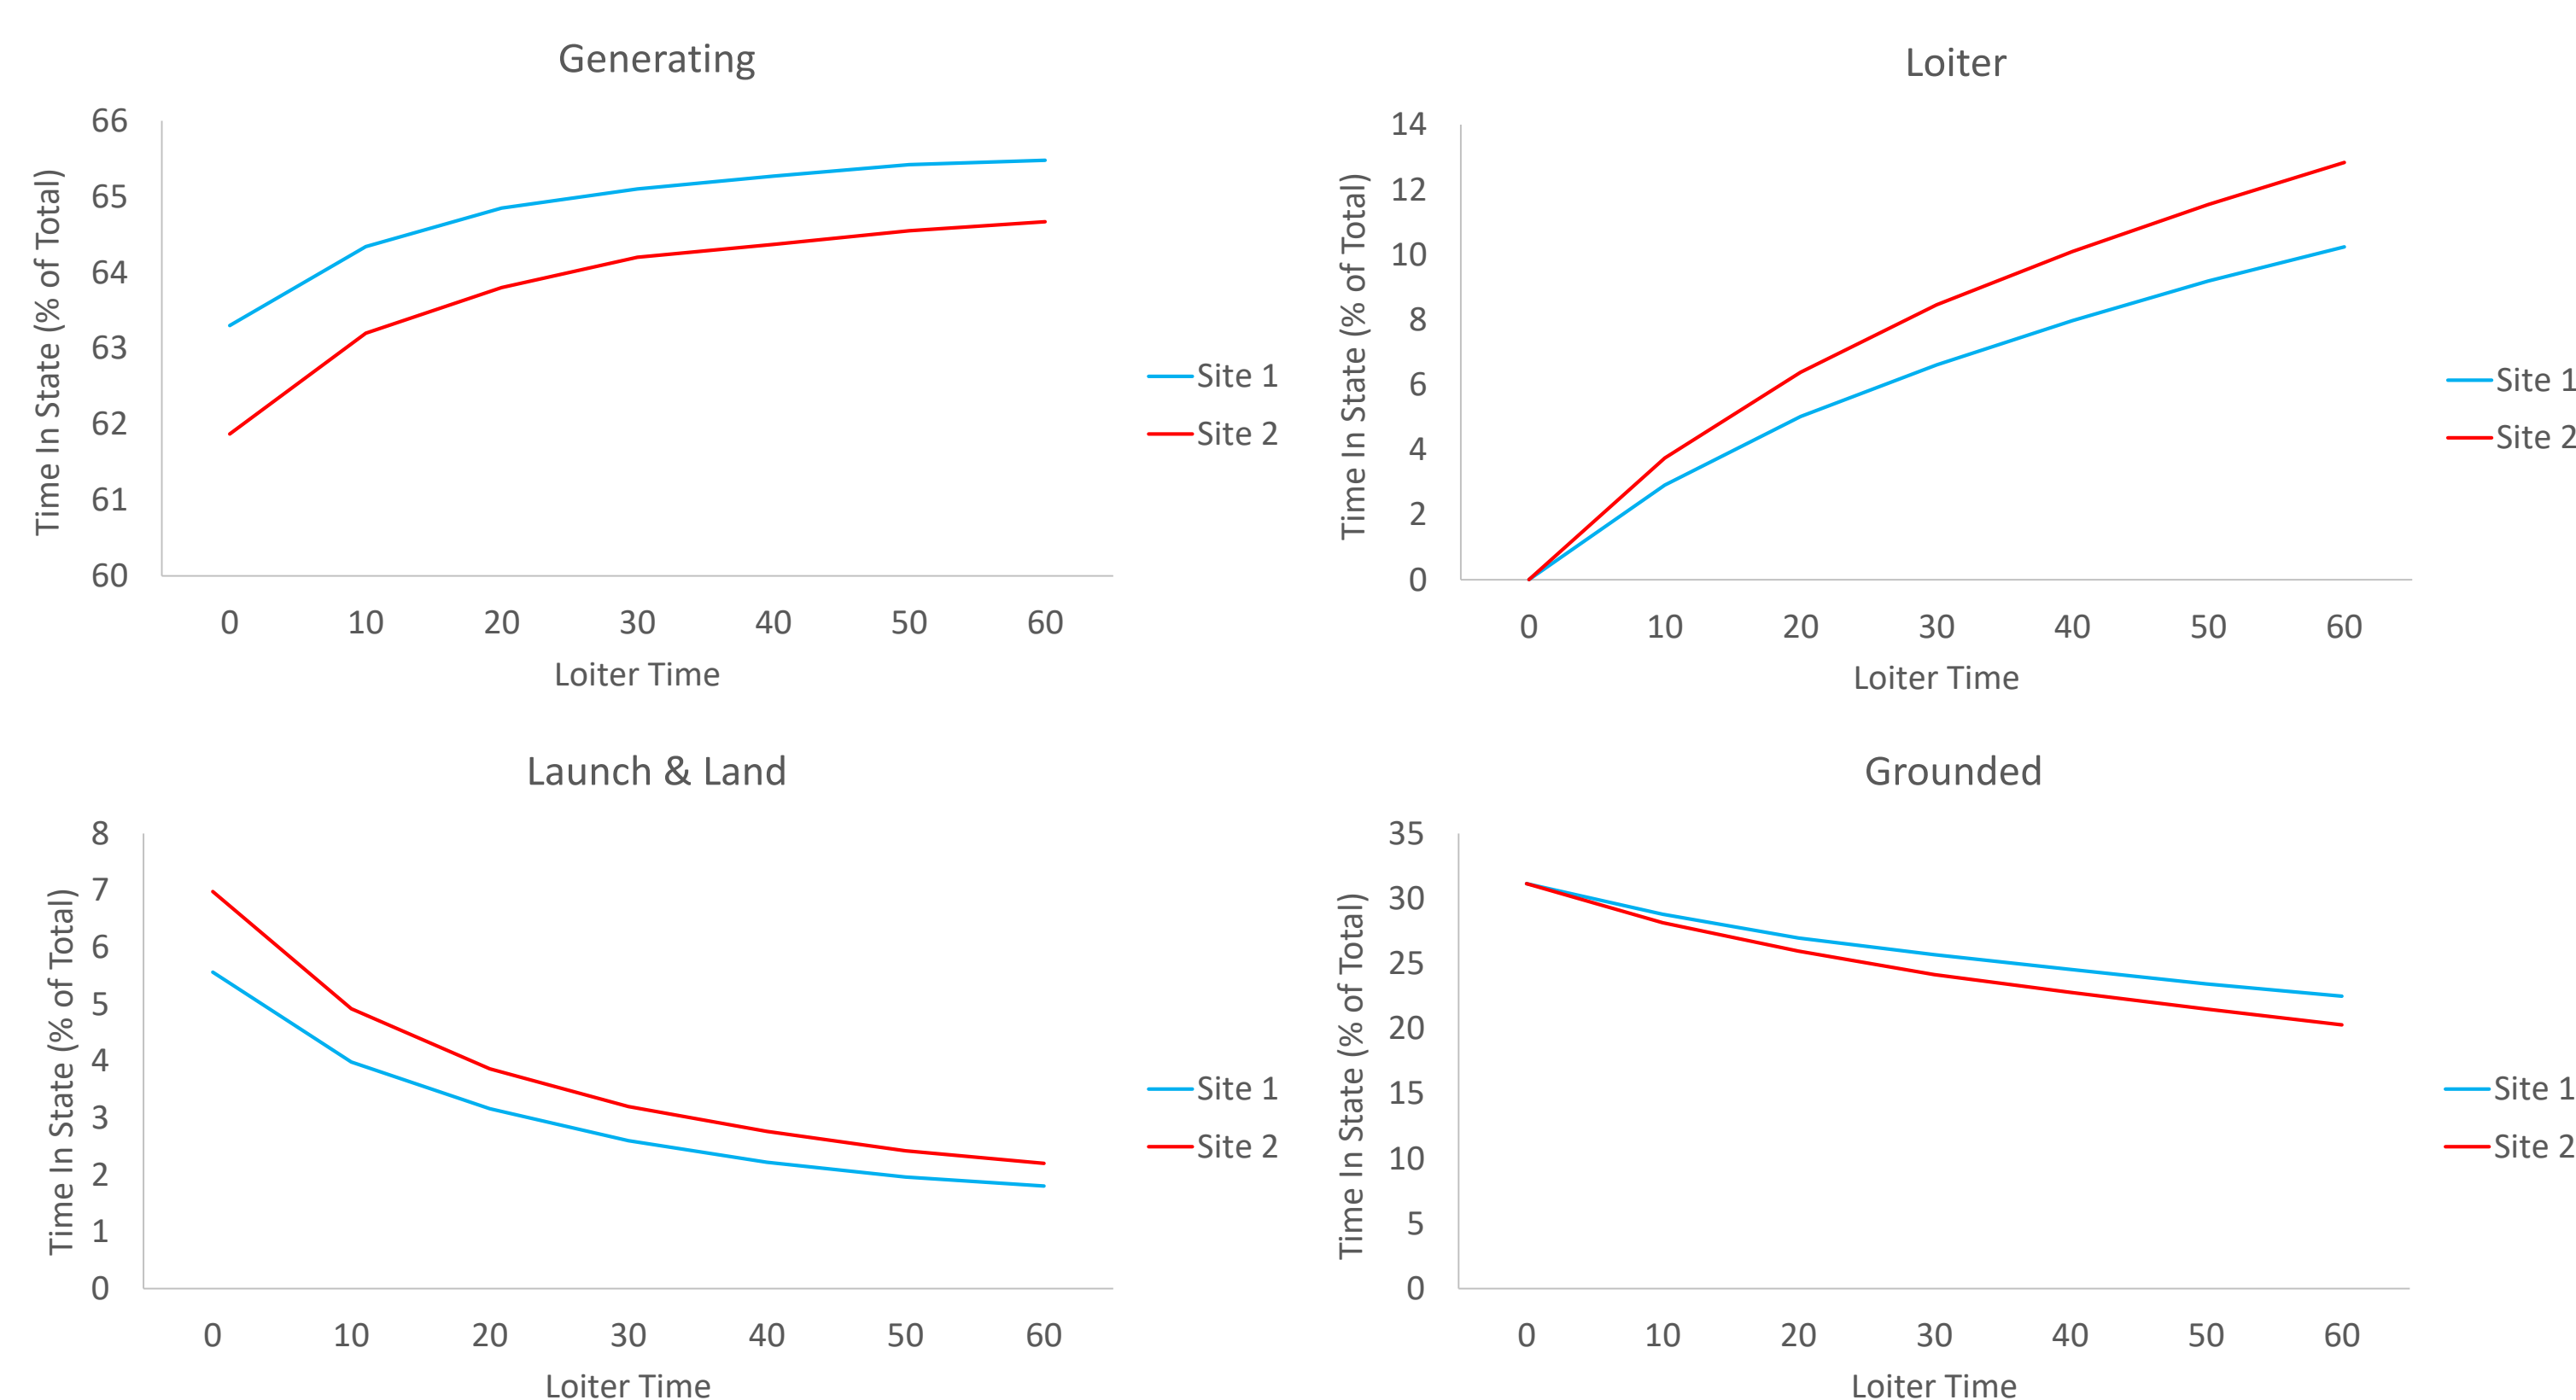 Generating
Time In State (% of Total)
66
65
64
63
62
61
60
0 10 20 30 40 50 60
Loiter Time
Site 1
Site 2
Loiter
Time In State (% of Total)
14
12
10
8
6
4
2
0
0 10 20 30 40 50 60
Loiter Time
Site 1
Site 2
Launch & Land
Time In State (% of Total)
8
7
6
5
4
3
2
1
0
0 10 20 30 40 50 60
Loiter Time
Site 1
Site 2
Grounded
Time In State (% of Total)
35
30
25
20
15
10
5
0
0 10 20 30 40 50 60
Loiter Time
Site 1
Site 2